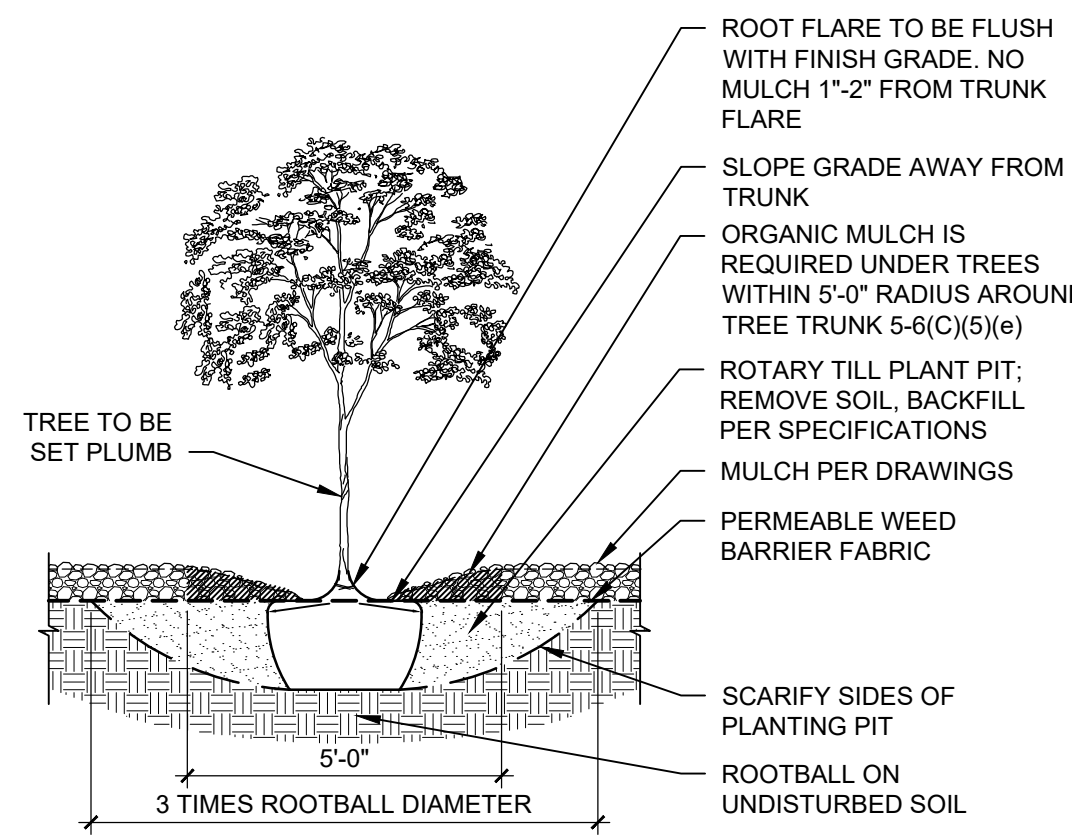 ROOT FLARE TO BE FLUSH
WITH FINISH GRADE. NO
MULCH 1"-2" FROM TRUNK
FLARE
SLOPE GRADE AWAY FROM
TRUNK
ORGANIC MULCH IS
REQUIRED UNDER TREES
WITHIN 5'-0" RADIUS AROUN
TREE TRUNK 5-6(C)(5)(e)
ROTARY TILL PLANT PIT;
REMOVE SOIL, BACKFILL
PER SPECIFICATIONS
TREE TO BE
SET PLUMB
MULCH PER DRAWINGS
PERMEABLE WEED
BARRIER FABRIC
SCARIFY SIDES OF
PLANTING PIT
5'-0"
ROOTBALL ON
UNDISTURBED SOIL
3 TIMES ROOTBALL DIAMETER